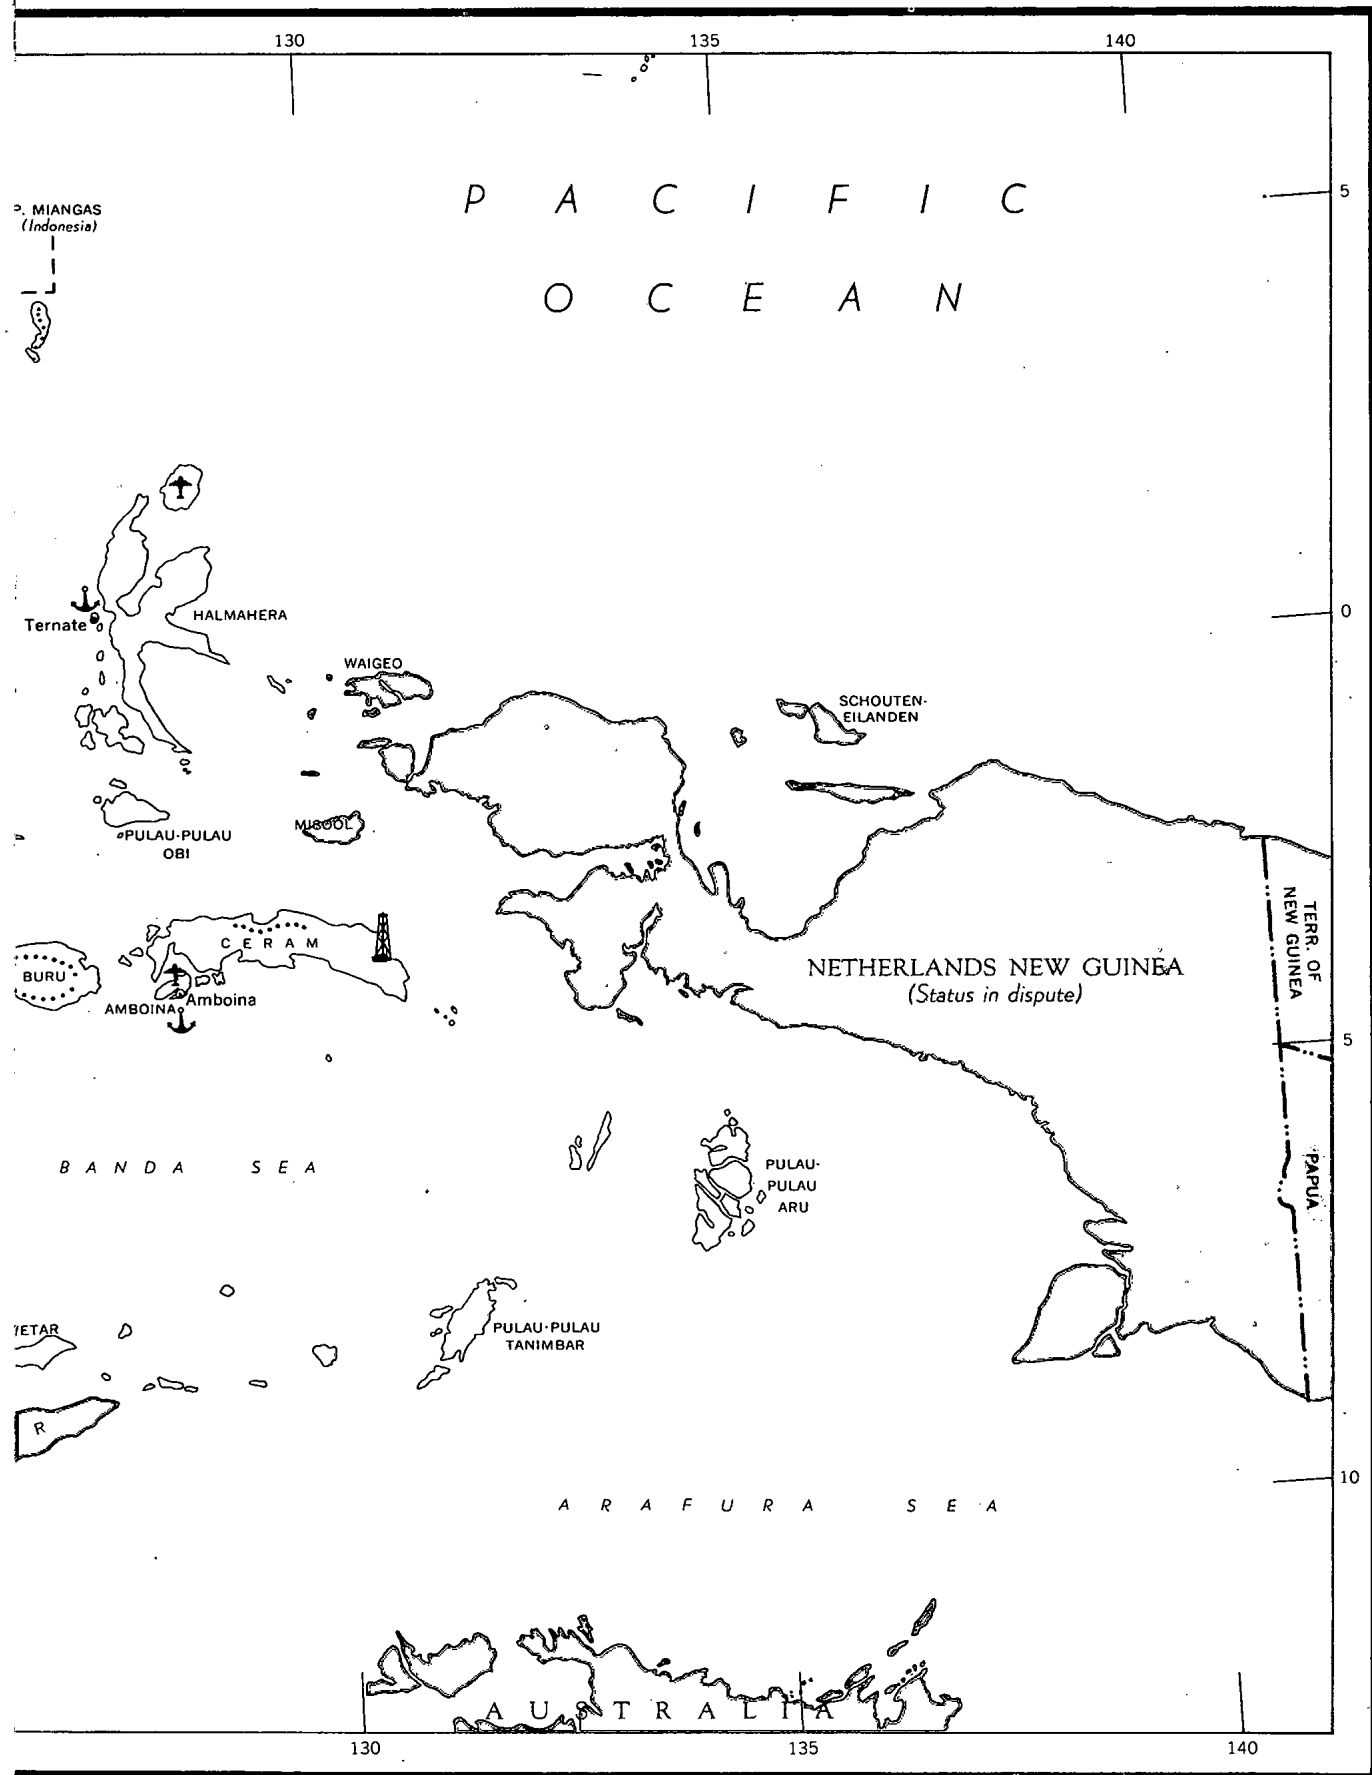 130 135 140
PACIFIC
5
P. MIANGAS
(Indonesia)
OCEAN
0
Ternate
HALMAHERA
WAIGEO
SCHOUTEN-
EILANDEN
MISOOL
PULAU-PULAU
OBI
TERR. OF
NEW GUINEA
CERAM
BURU
NETHERLANDS NEW GUINEA
(Status in dispute)
AMBOINA
Amboina
5
BANDA SEA
PULAU-
PULAU
ARU
PAPUA
PULAU-PULAU
TANIMBAR
ETAR
R
10
ARAFURA SEA
AUSTRALIA
130 135 140